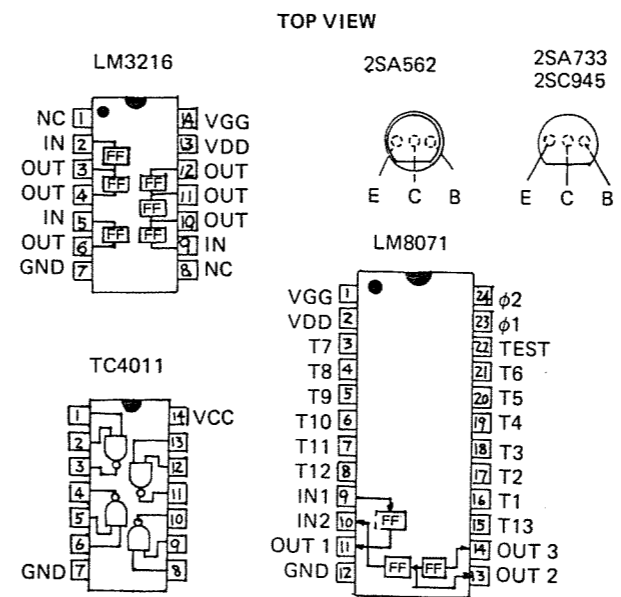 TOP VIEW
LM3216
NC 1 14 VGG
IN 2 13 VDD
OUT 3 12 OUT
OUT 4 11 OUT
IN 5 10 OUT
OUT 6 9 IN
GND 7 8 NC
FF
FF FF
FF
FF FF
2SA562
E C B
2SA733
2SC945
E C B
TC4011
1 14 VCC
2 13
3 12
4 11
5 10
6 9
GND 7 8
LM8071
VGG 1 24 ϕ2
VDD 2 23 ϕ1
T7 3 22 TEST
T8 4 21 T6
T9 5 20 T5
T10 6 19 T4
T11 7 18 T3
T12 8 17 T2
IN1 9 16 T1
IN2 10 15 T13
OUT 1 11 14 OUT 3
GND 12 13 OUT 2
FF
FF FF